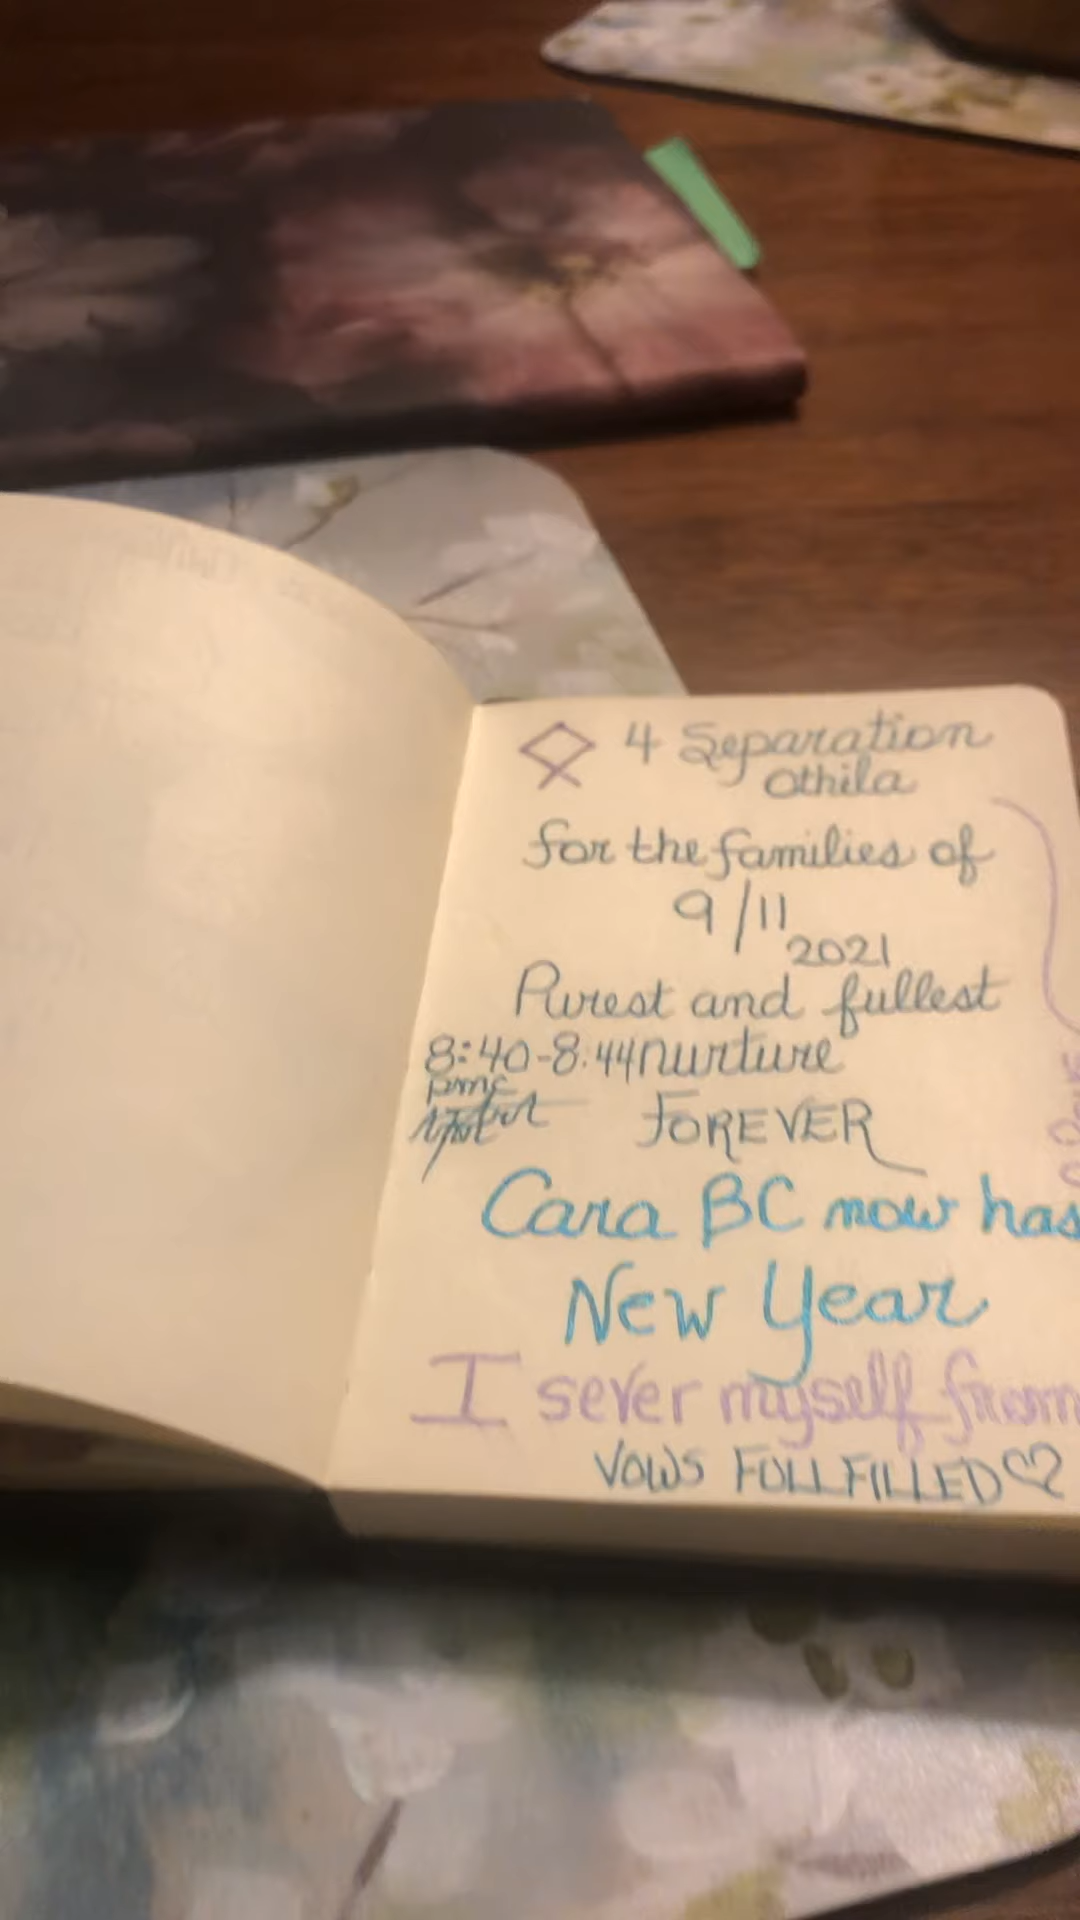 4 Separation
Othila
for the families of
9/11
2021
Purest and fullest
8:40-8:44 nurture
pmc
FOREVER
Cara BC now has
New Year
I sever myself from
VOWS FULLFILLED♡